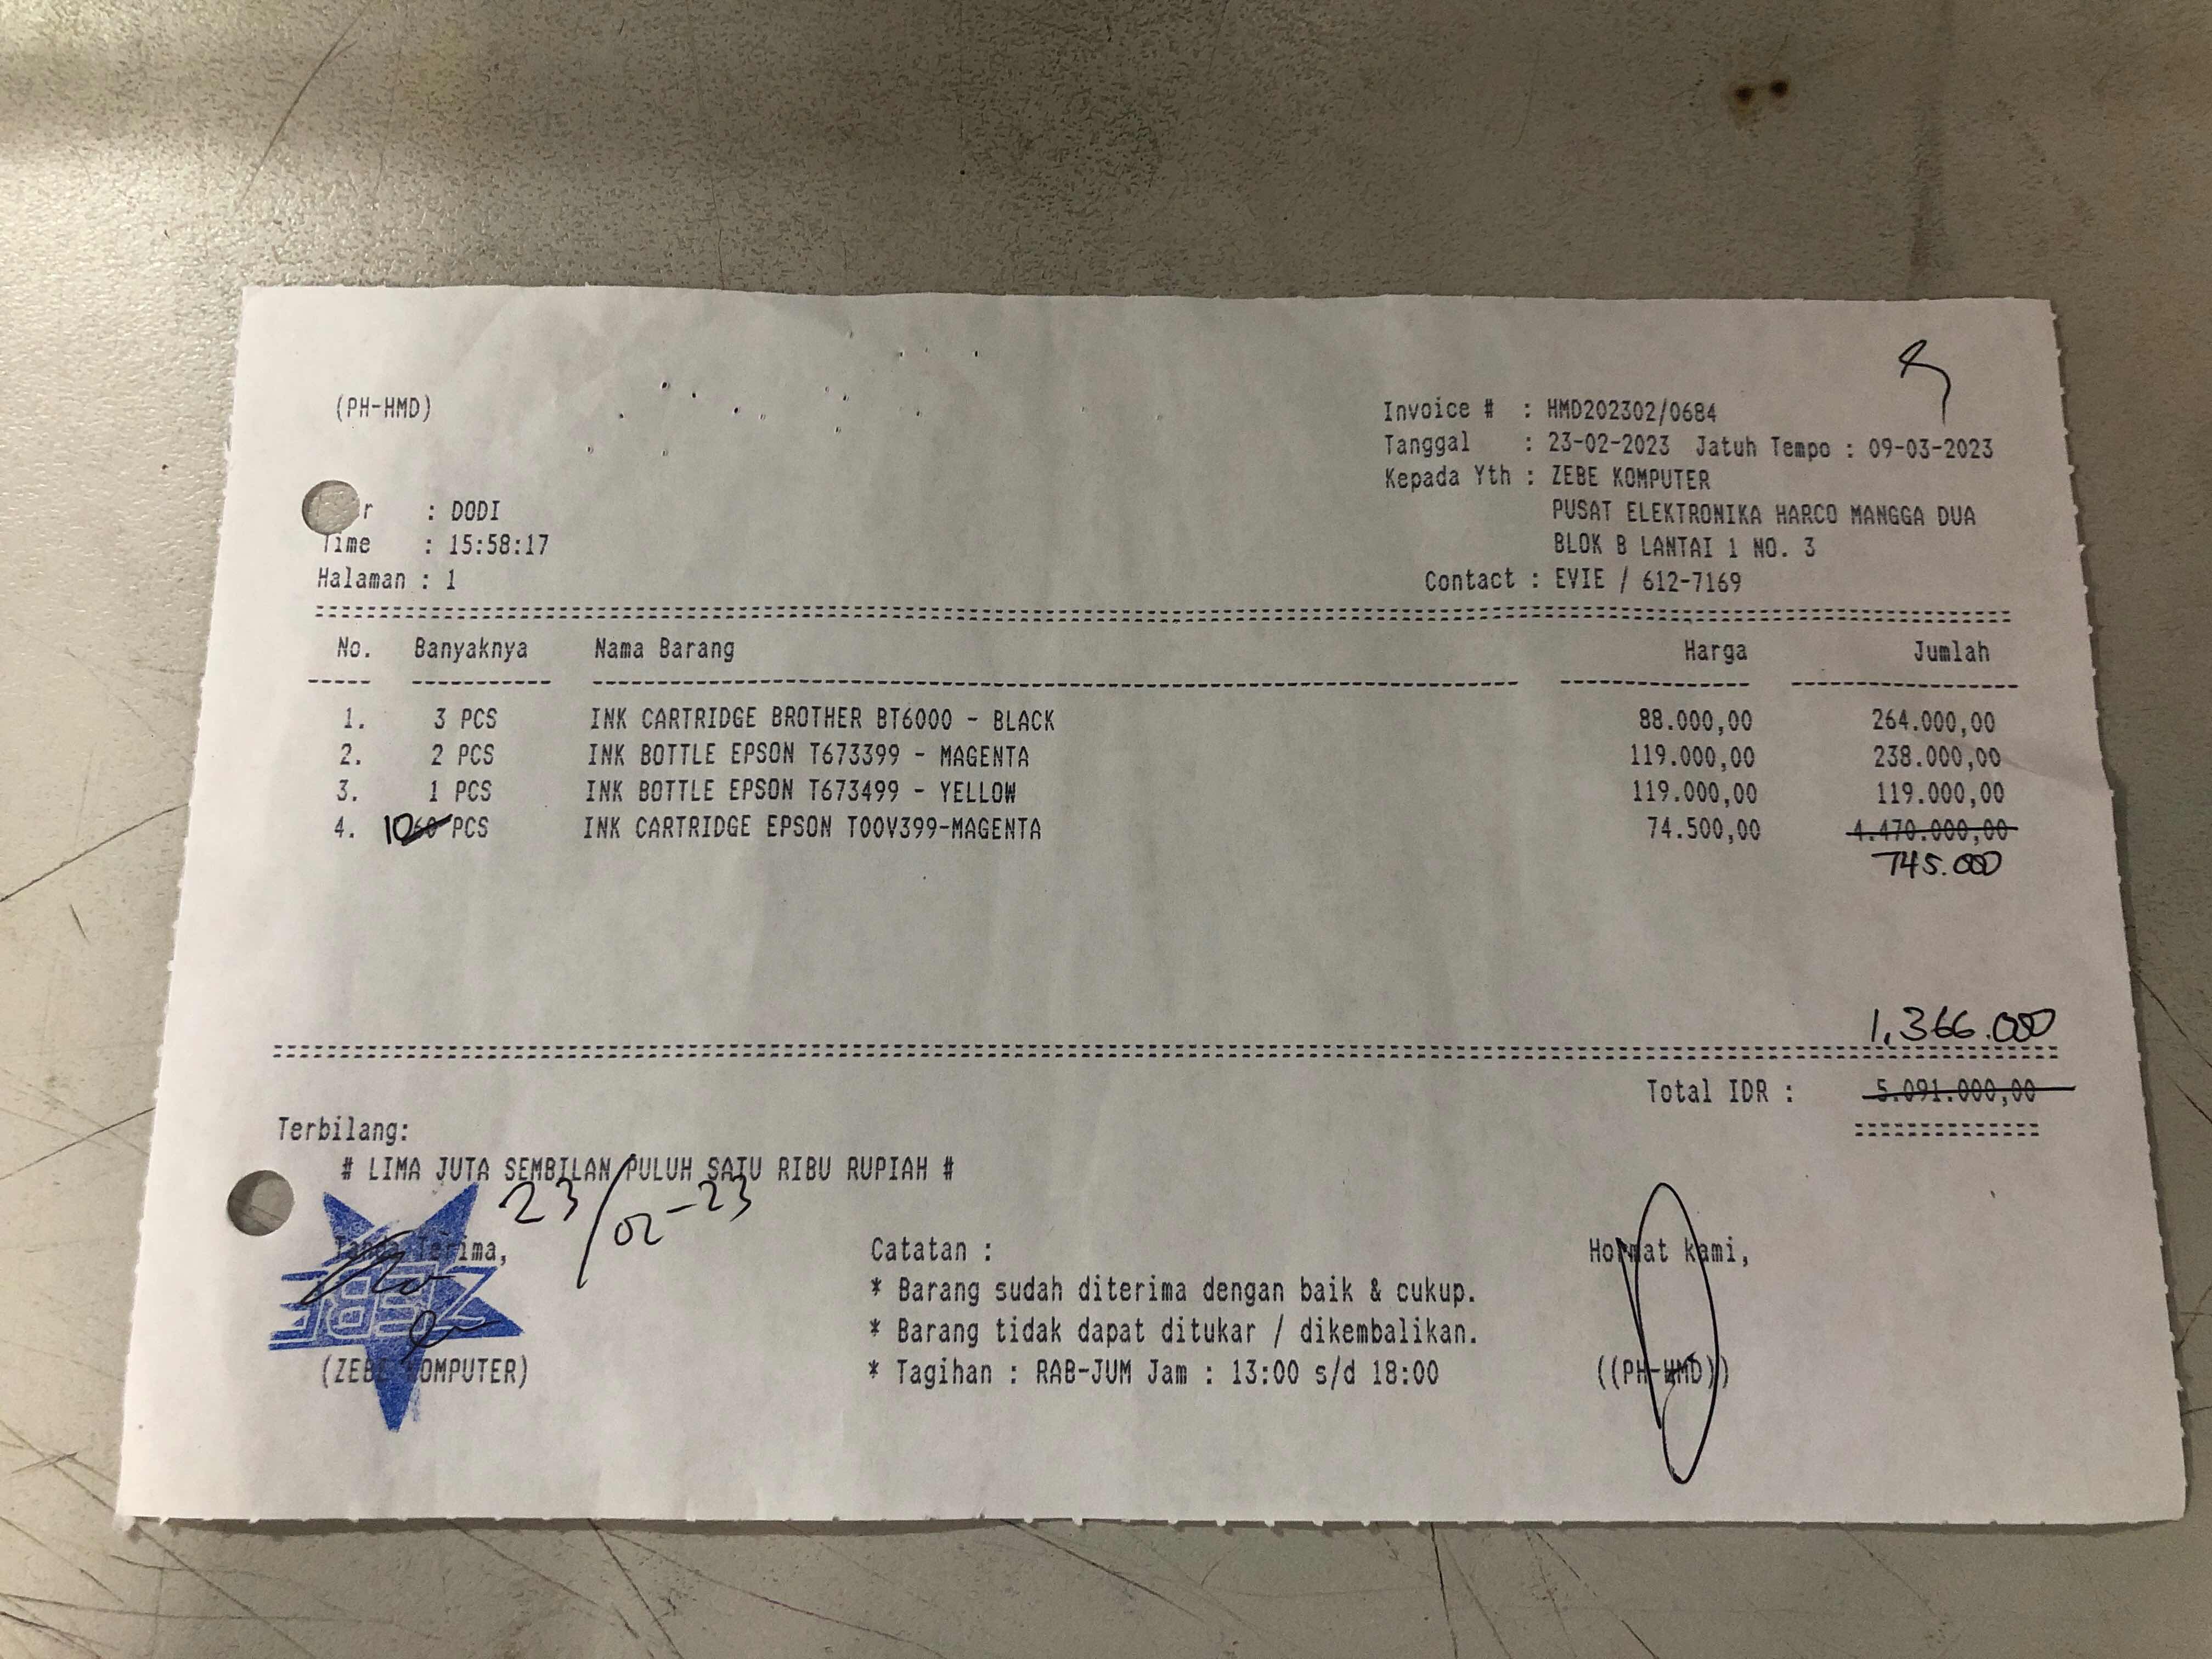 (PH-HMD)
Invoice # : HMD202302/0684
Tanggal : 23-02-2023 Jatuh Tempo : 09-03-2023
Kepada Yth : ZEBE KOMPUTER
PUSAT ELEKTRONIKA HARCO MANGGA DUA
BLOK B LANTAI 1 NO. 3
Contact : EVIE / 612-7169
r : DODI
Time : 15:58:17
Halaman : 1
No. Banyaknya Nama Barang Harga Jumlah
1. 3 PCS INK CARTRIDGE BROTHER BT6000 - BLACK 88.000,00 264.000,00
2. 2 PCS INK BOTTLE EPSON T673399 - MAGENTA 119.000,00 238.000,00
3. 1 PCS INK BOTTLE EPSON T673499 - YELLOW 119.000,00 119.000,00
4. 10 60 PCS INK CARTRIDGE EPSON T00V399-MAGENTA 74.500,00 4.470.000,00
745.000
1,366.000
Total IDR : 5.091.000,00
Terbilang:
# LIMA JUTA SEMBILAN PULUH SATU RIBU RUPIAH #
23/02-23
Tanda Terima,
ZEBE
(ZEBE KOMPUTER)
Catatan :
* Barang sudah diterima dengan baik & cukup.
* Barang tidak dapat ditukar / dikembalikan.
* Tagihan : RAB-JUM Jam : 13:00 s/d 18:00
Hormat kami,
((PH-HMD))